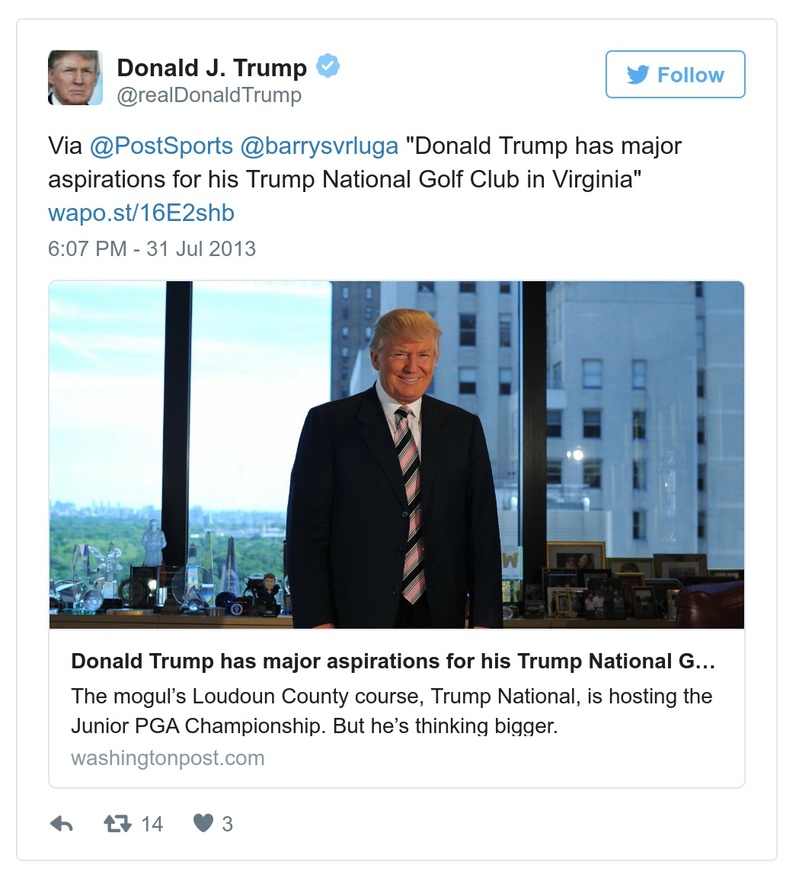 Donald J. Trump
@realDonaldTrump
Follow
Via @PostSports @barrysvrluga "Donald Trump has major
aspirations for his Trump National Golf Club in Virginia"
wapo.st/16E2shb
6:07 PM - 31 Jul 2013
W
Donald Trump has major aspirations for his Trump National G…
The mogul’s Loudoun County course, Trump National, is hosting the
Junior PGA Championship. But he’s thinking bigger.
washingtonpost.com
14
3